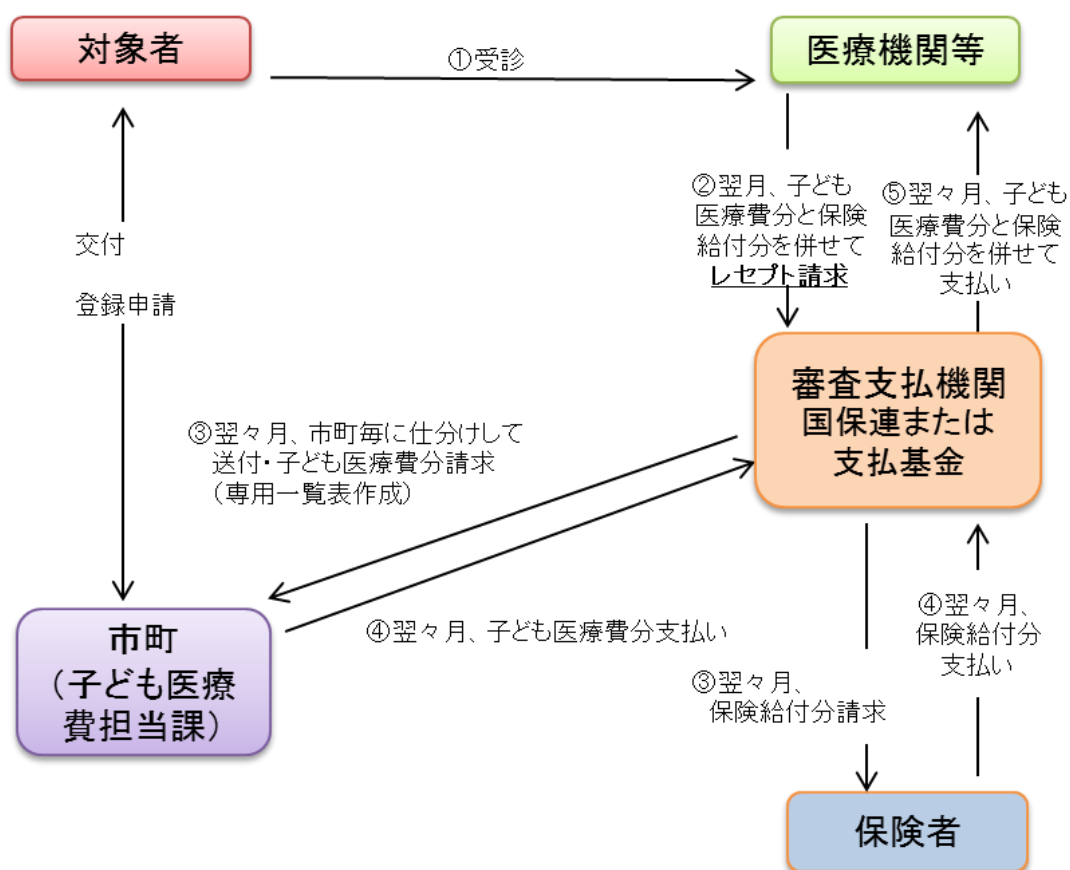 対象者
①受診
医療機関等
②翌月、子ども
医療費分と保険
給付分を併せて
レセプト請求
⑤翌々月、子ども
医療費分と保険
給付分を併せて
支払い
交付
登録申請
審査支払機関
国保連または
支払基金
③翌々月、市町毎に仕分けして
送付・子ども医療費分請求
（専用一覧表作成）
④翌々月、子ども医療費分支払い
市町
（子ども医療
費担当課）
③翌々月、
保険給付分請求
④翌々月、
保険給付分
支払い
保険者